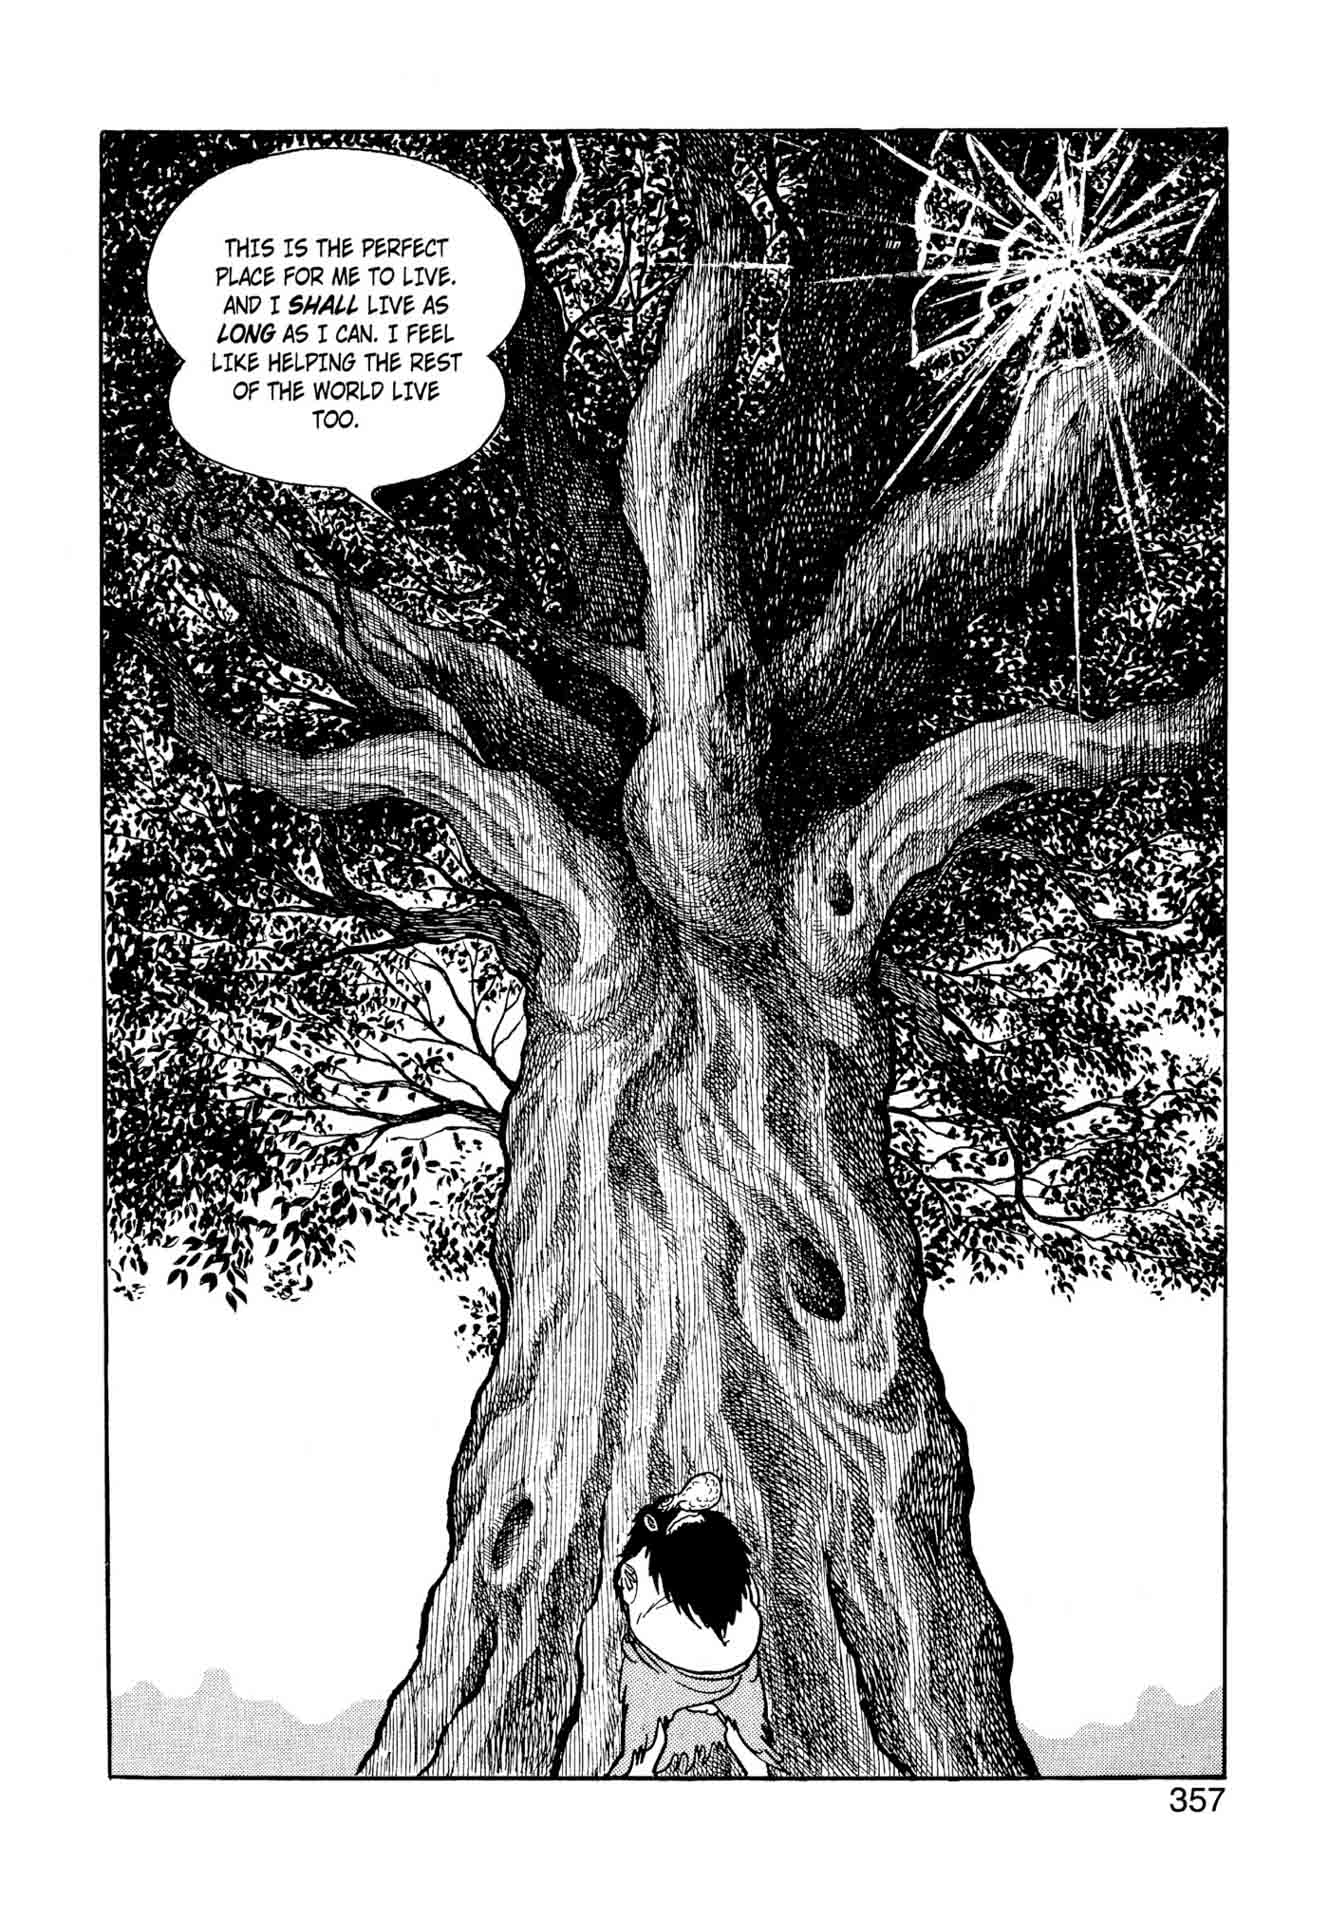 THIS IS THE PERFECT
PLACE FOR ME TO LIVE.
AND I SHALL LIVE AS
LONG AS I CAN. I FEEL
LIKE HELPING THE REST
OF THE WORLD LIVE
TOO.
357